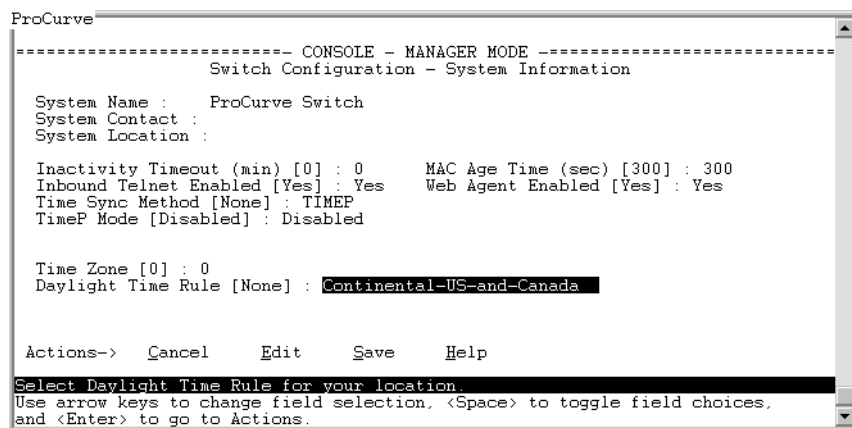 ProCurve
==========================- CONSOLE - MANAGER MODE -============================
Switch Configuration - System Information
System Name :    ProCurve Switch
System Contact :
System Location :
Inactivity Timeout (min) [0] : 0      MAC Age Time (sec) [300] : 300
Inbound Telnet Enabled [Yes] : Yes    Web Agent Enabled [Yes] : Yes
Time Sync Method [None] : TIMEP
TimeP Mode [Disabled] : Disabled
Time Zone [0] : 0
Daylight Time Rule [None] : Continental-US-and-Canada
Actions->   Cancel     Edit     Save     Help
Select Daylight Time Rule for your location.
Use arrow keys to change field selection, <Space> to toggle field choices,
and <Enter> to go to Actions.